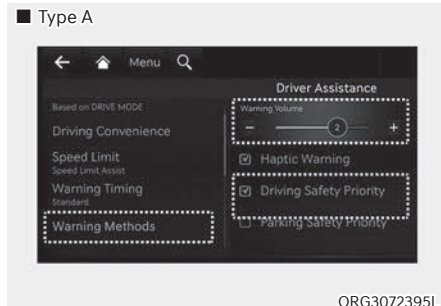 ■ Type A
Menu
Driver Assistance
Based on DRIVE MODE
Driving Convenience
Speed Limit
Speed Limit Assist
Warning Timing
Standard
Warning Methods
Warning Volume
− 2 +
Haptic Warning
Driving Safety Priority
Parking Safety Priority
ORG3072395L